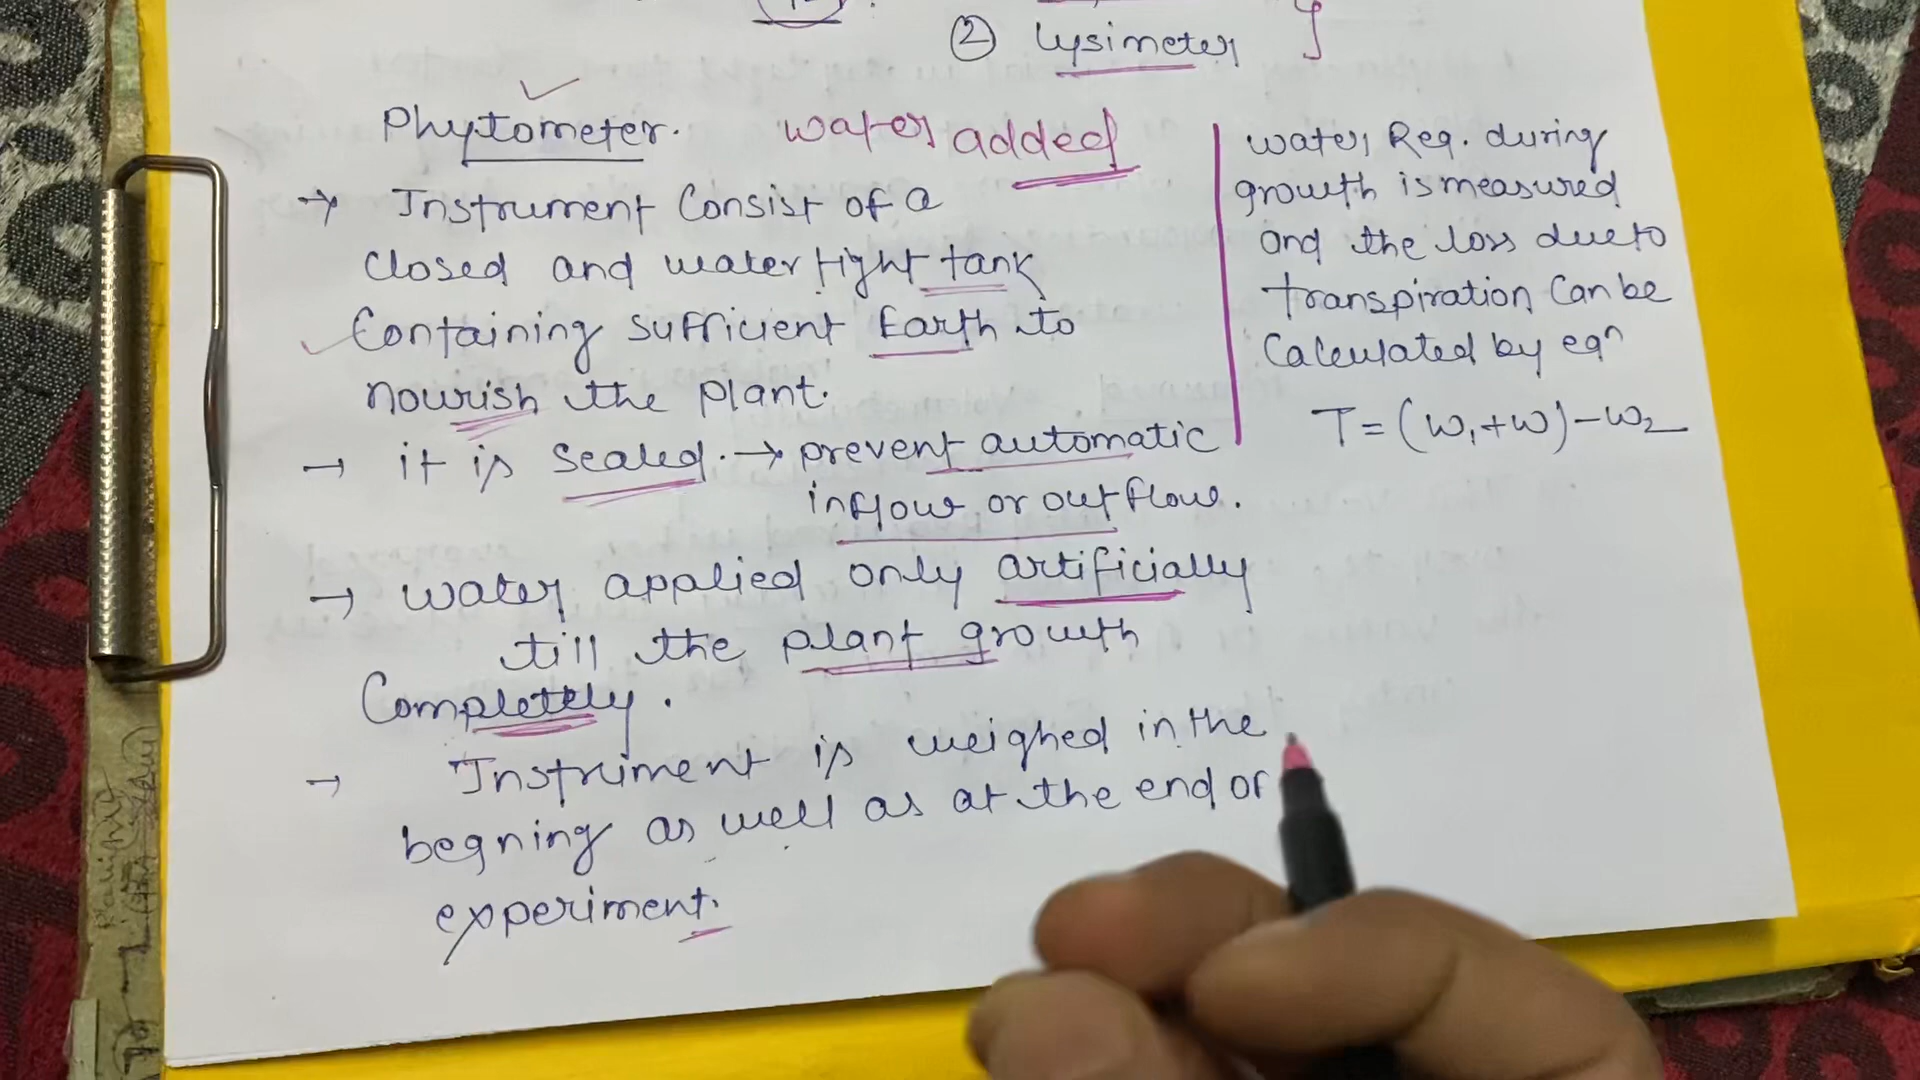 ② Lysimeter }
Phytometer. water added
→ Instrument Consist of a
closed and water tight tank
Containing sufficient Earth to
nourish the plant.
→ it is sealed. → prevent automatic
inflow or outflow.
→ water applied only artificially
till the plant growth
Completely.
→ Instriment is weighed in the
begning as well as at the end of
experiment.
water Req. during
growth is measured
and the loss due to
transpiration Can be
Calculated by eqn
T = (w₁+w) - w₂